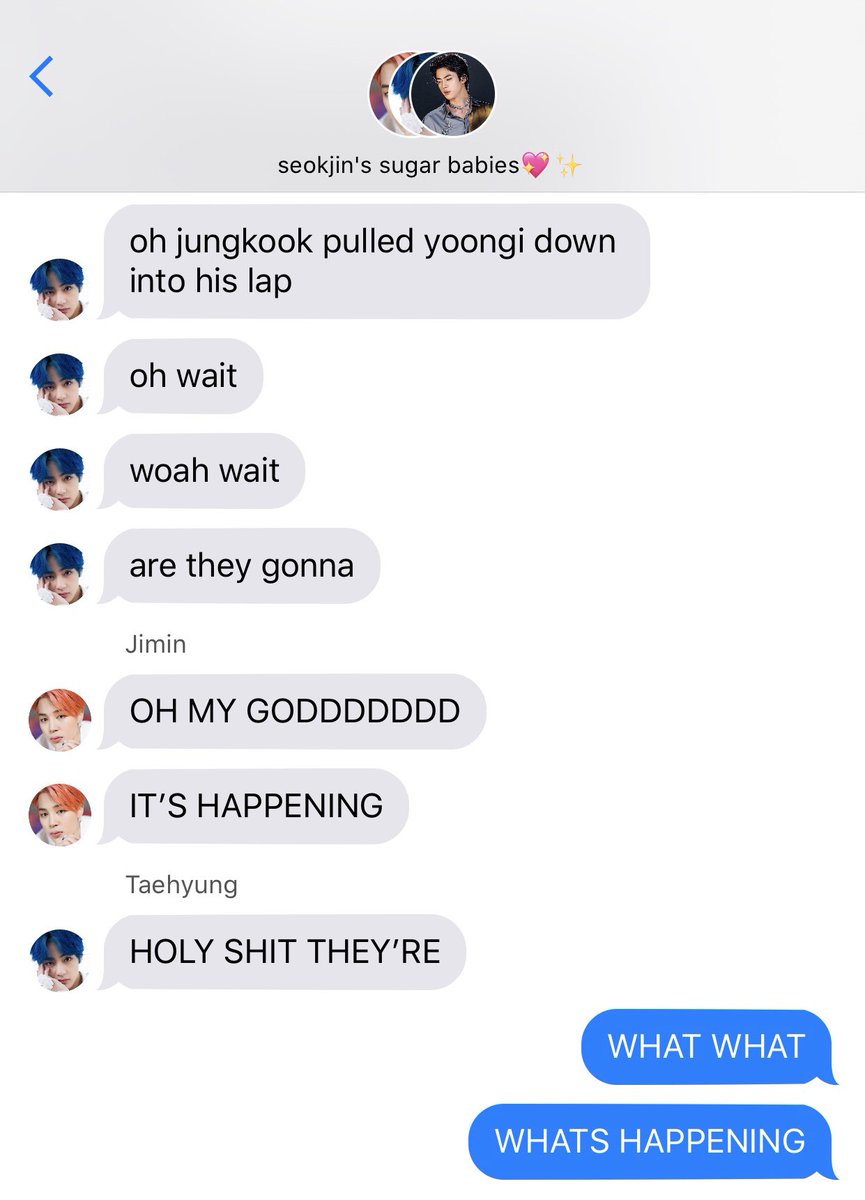 seokjin's sugar babies💖✨
oh jungkook pulled yoongi down
into his lap
oh wait
woah wait
are they gonna
Jimin
OH MY GODDDDDDD
IT’S HAPPENING
Taehyung
HOLY SHIT THEY’RE
WHAT WHAT
WHATS HAPPENING